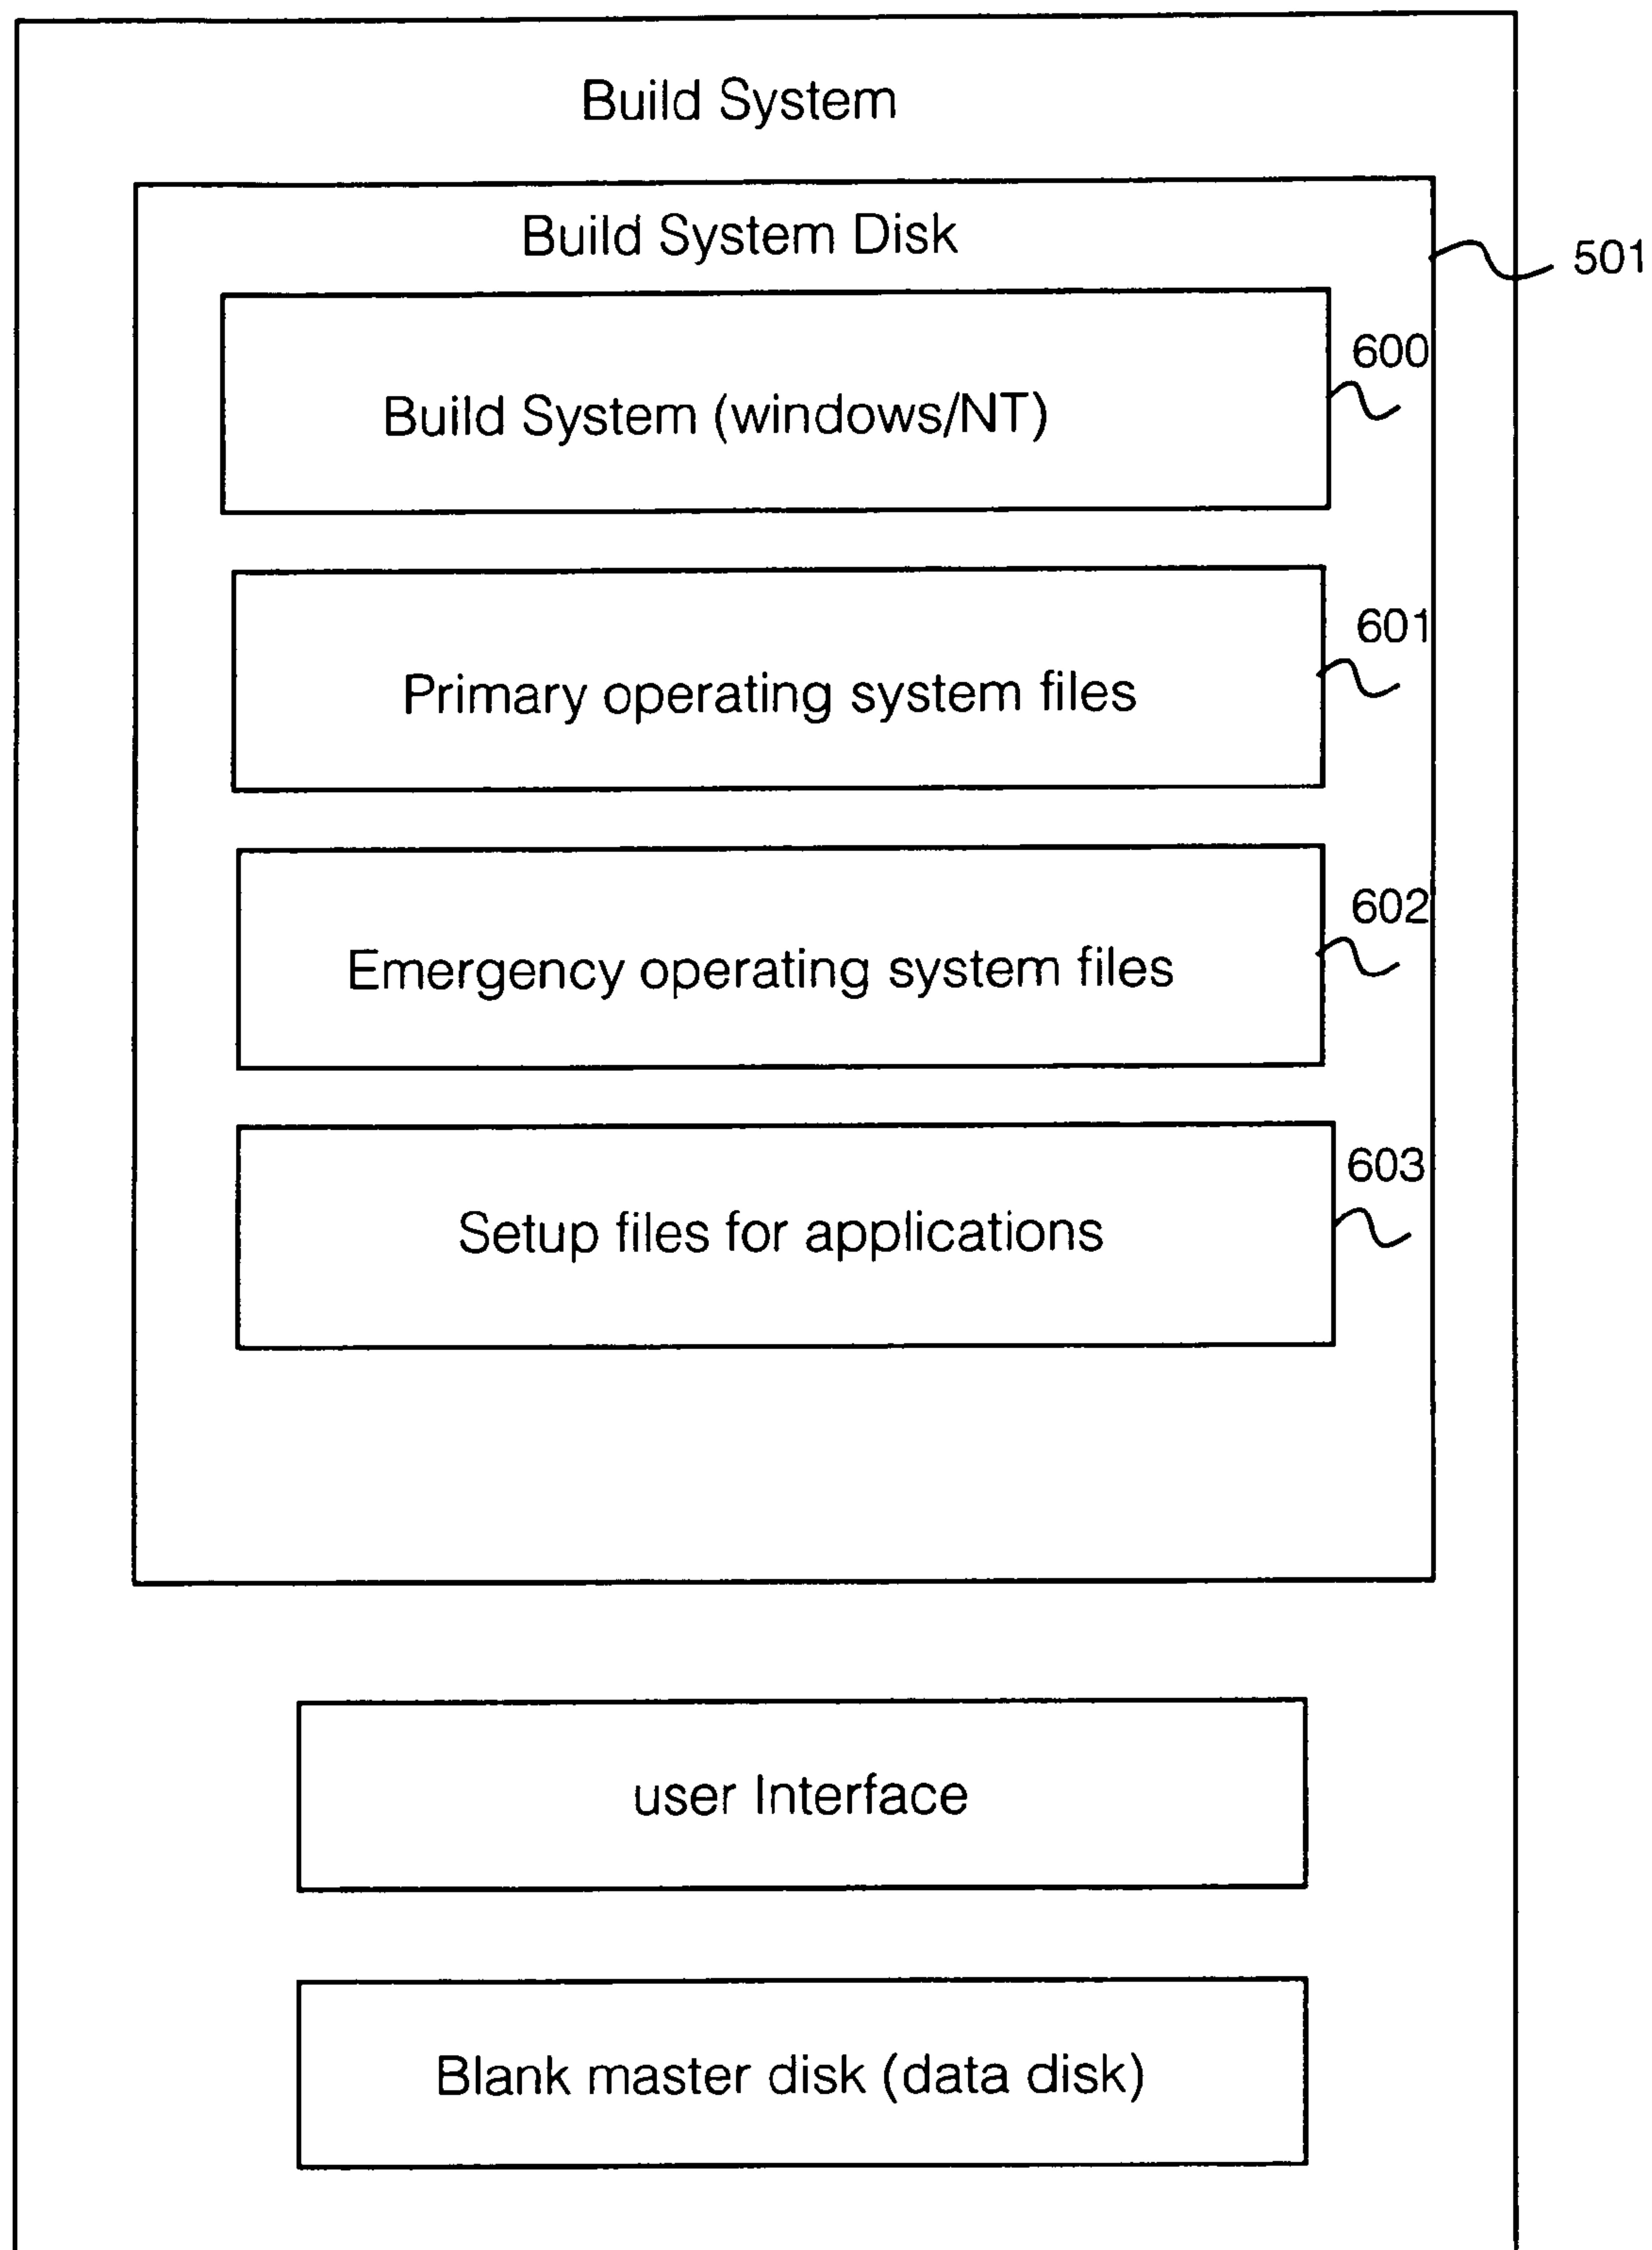 Build System
Build System Disk
501
600
Build System (windows/NT)
601
Primary operating system files
602
Emergency operating system files
603
Setup files for applications
user Interface
Blank master disk (data disk)